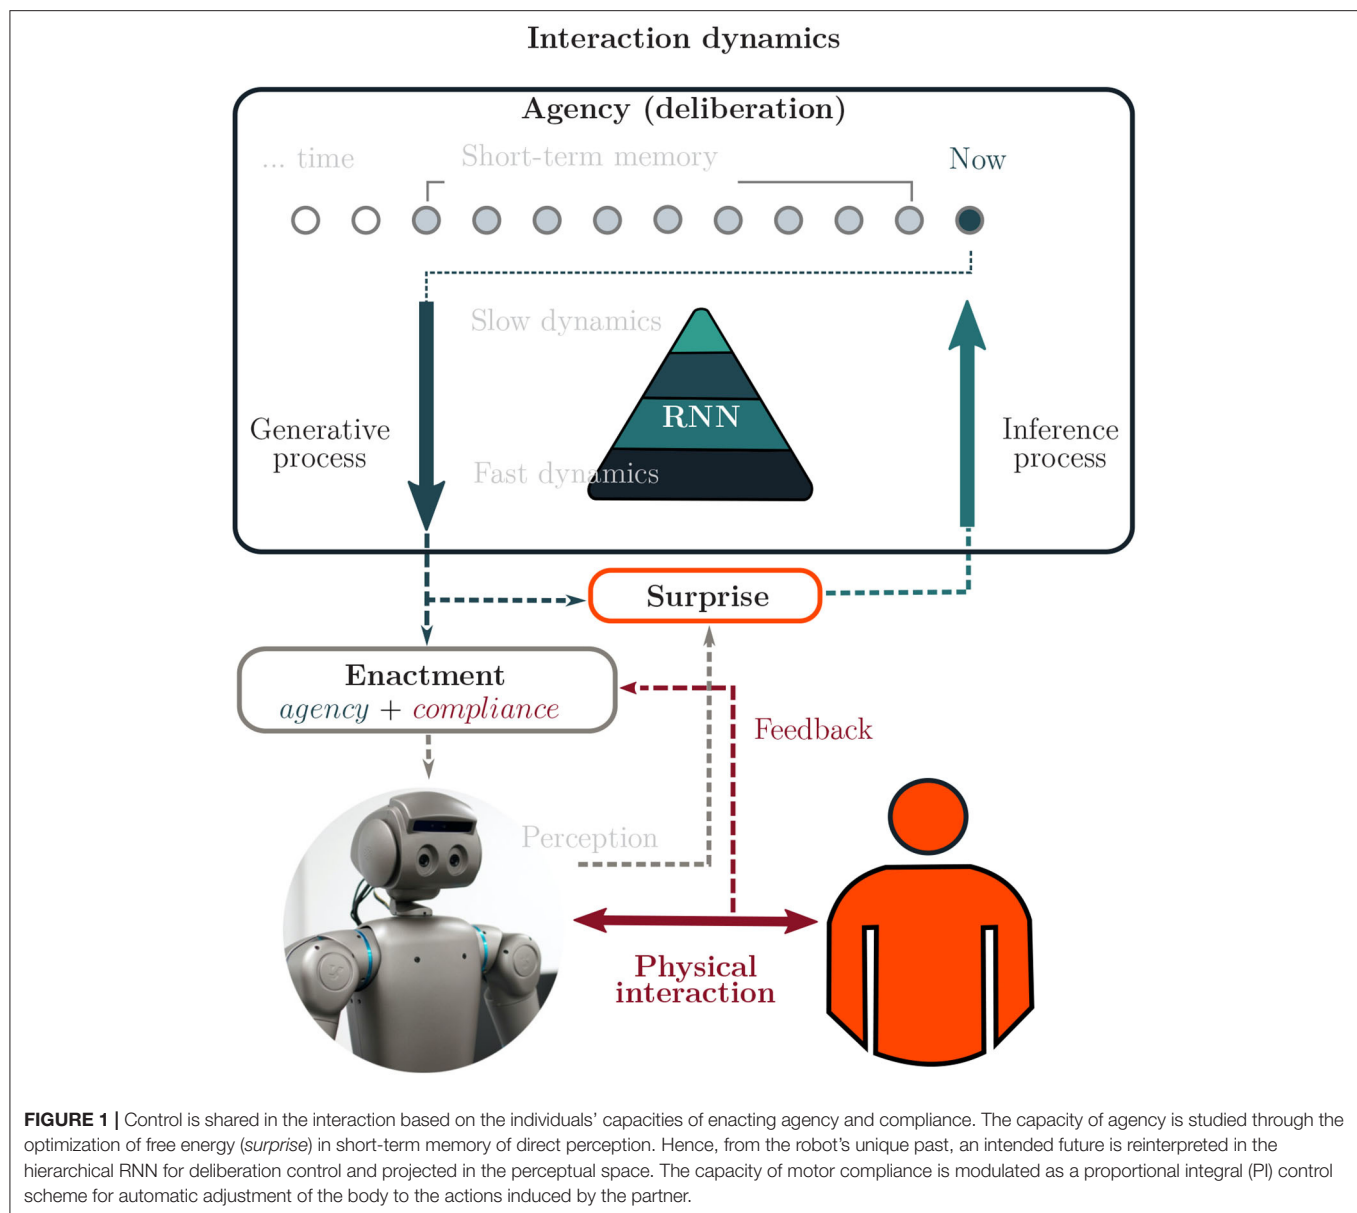 Interaction dynamics
Agency (deliberation)
... time
Short-term memory
Now
Slow dynamics
RNN
Generative
process
Inference
process
Fast dynamics
Surprise
Enactment
agency + compliance
Feedback
Perception
Physical
interaction
FIGURE 1 | Control is shared in the interaction based on the individuals' capacities of enacting agency and compliance. The capacity of agency is studied through the
optimization of free energy (surprise) in short-term memory of direct perception. Hence, from the robot's unique past, an intended future is reinterpreted in the
hierarchical RNN for deliberation control and projected in the perceptual space. The capacity of motor compliance is modulated as a proportional integral (PI) control
scheme for automatic adjustment of the body to the actions induced by the partner.